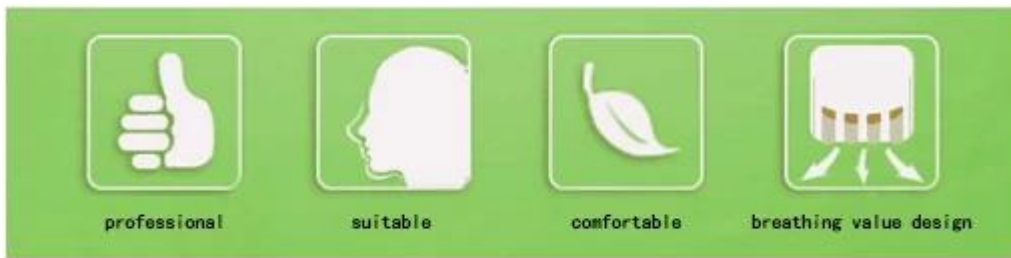 professional
suitable
comfortable
breathing value design